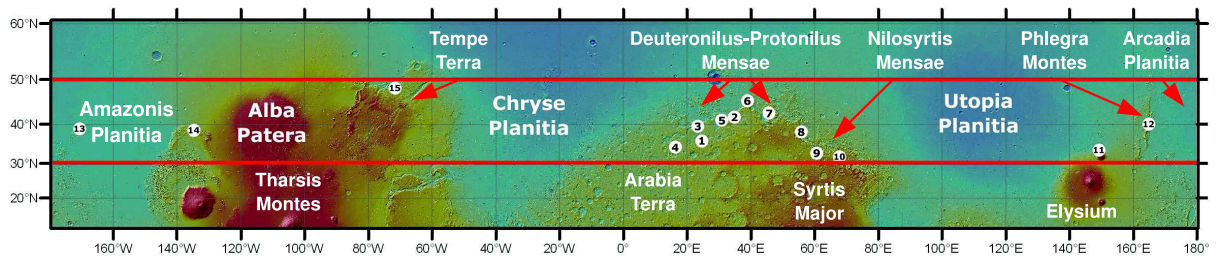 60°N
Tempe
Terra
Deuteronilus-Protonilus
Mensae
Nilosyrtis
Mensae
Phlegra
Montes
Arcadia
Planitia
50°N
15
Amazonis
Planitia
13
14
Alba
Patera
Chryse
Planitia
6
7
5
2
3
1
4
8
9
10
Utopia
Planitia
12
11
40°N
30°N
Tharsis
Montes
Arabia
Terra
Syrtis
Major
Elysium
20°N
160°W 140°W 120°W 100°W 80°W 60°W 40°W 20°W 0° 20°E 40°E 60°E 80°E 100°E 120°E 140°E 160°E 180°